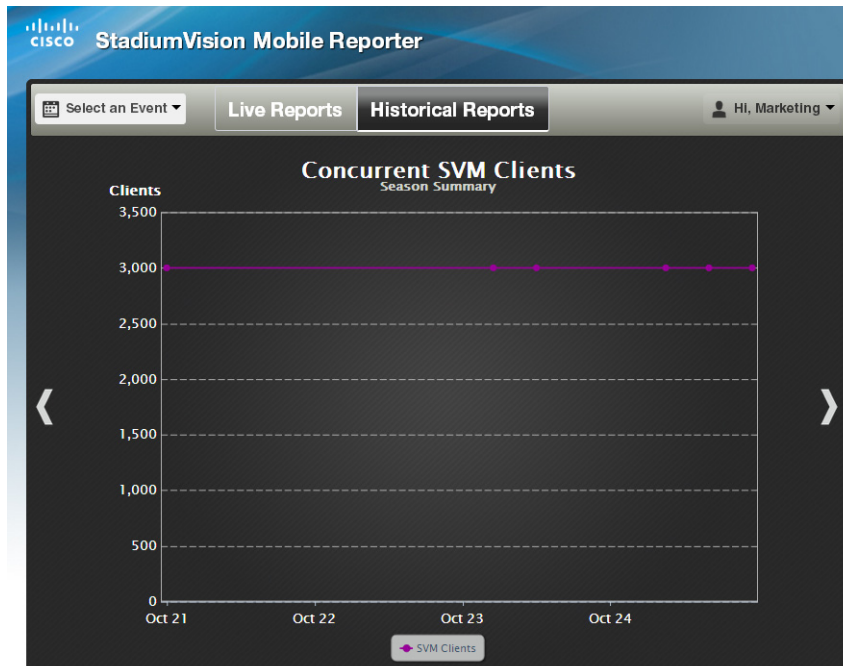 CISCO StadiumVision Mobile Reporter
Select an Event Live Reports Historical Reports Hi, Marketing
Concurrent SVM Clients
Season Summary
Clients
3,500
3,000
2,500
2,000
1,500
1,000
500
0
Oct 21 Oct 22 Oct 23 Oct 24
SVM Clients